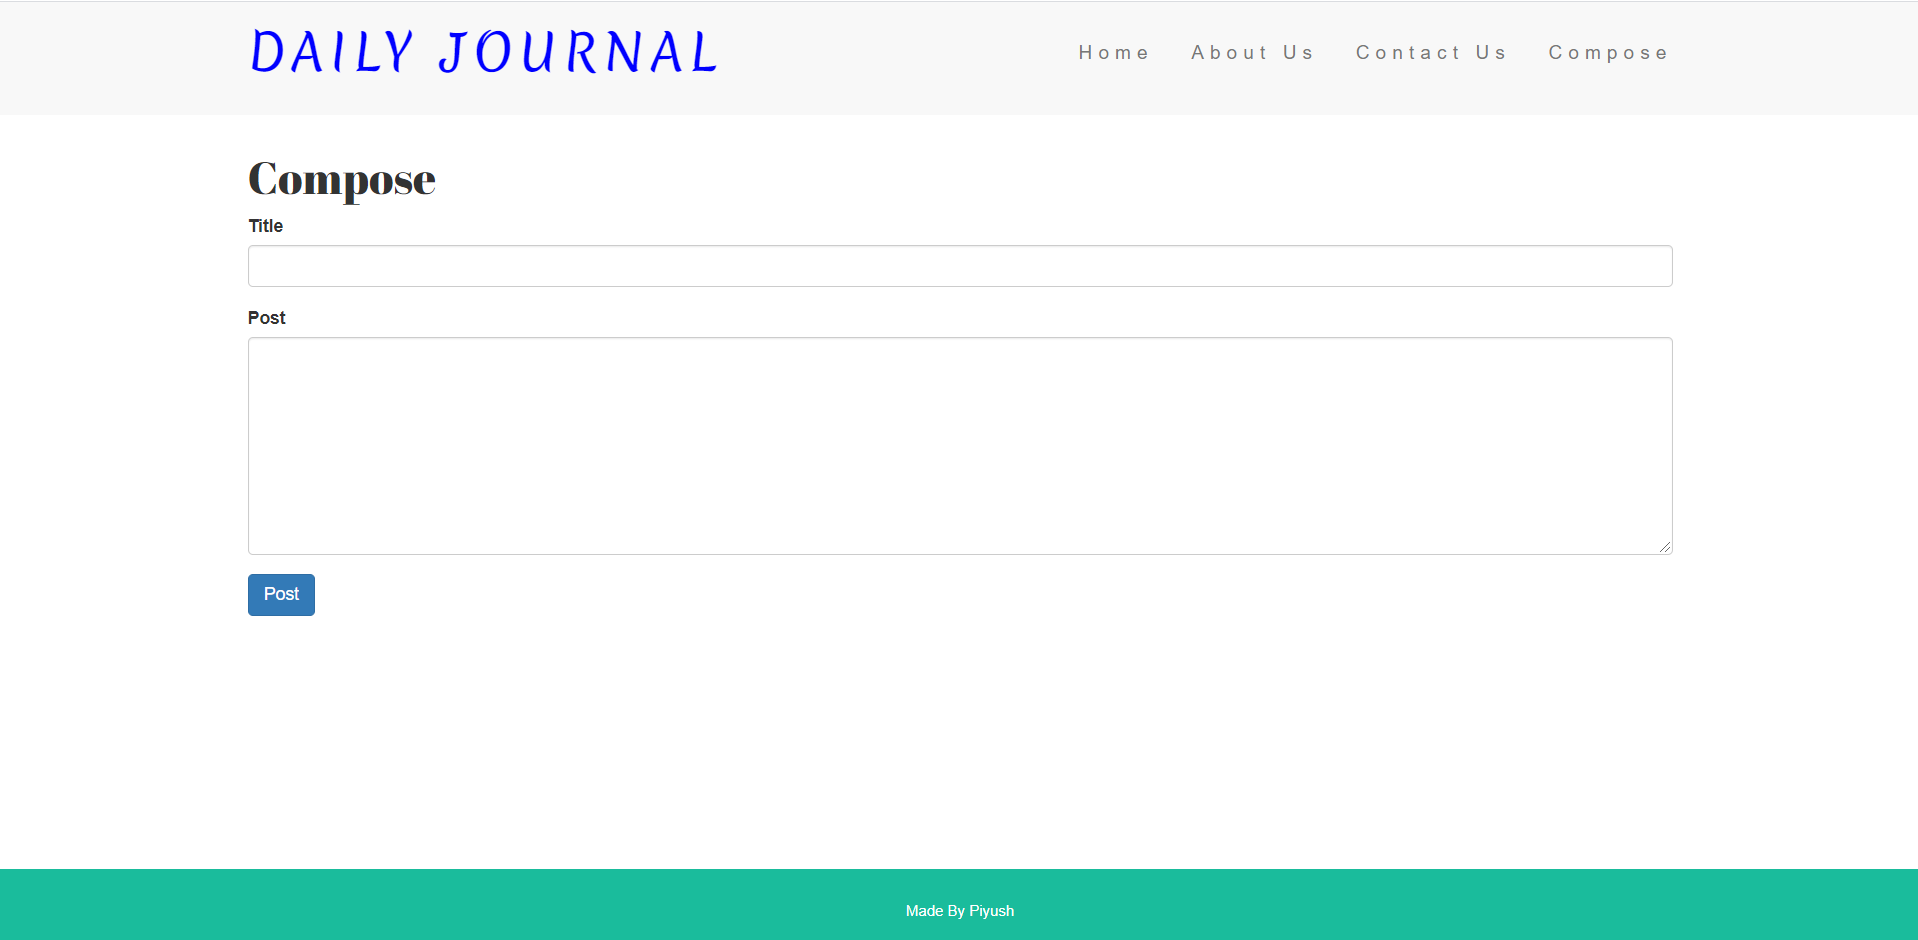 DAILY JOURNAL Home About Us Contact Us Compose
Compose
Title
Post
Post
Made By Piyush